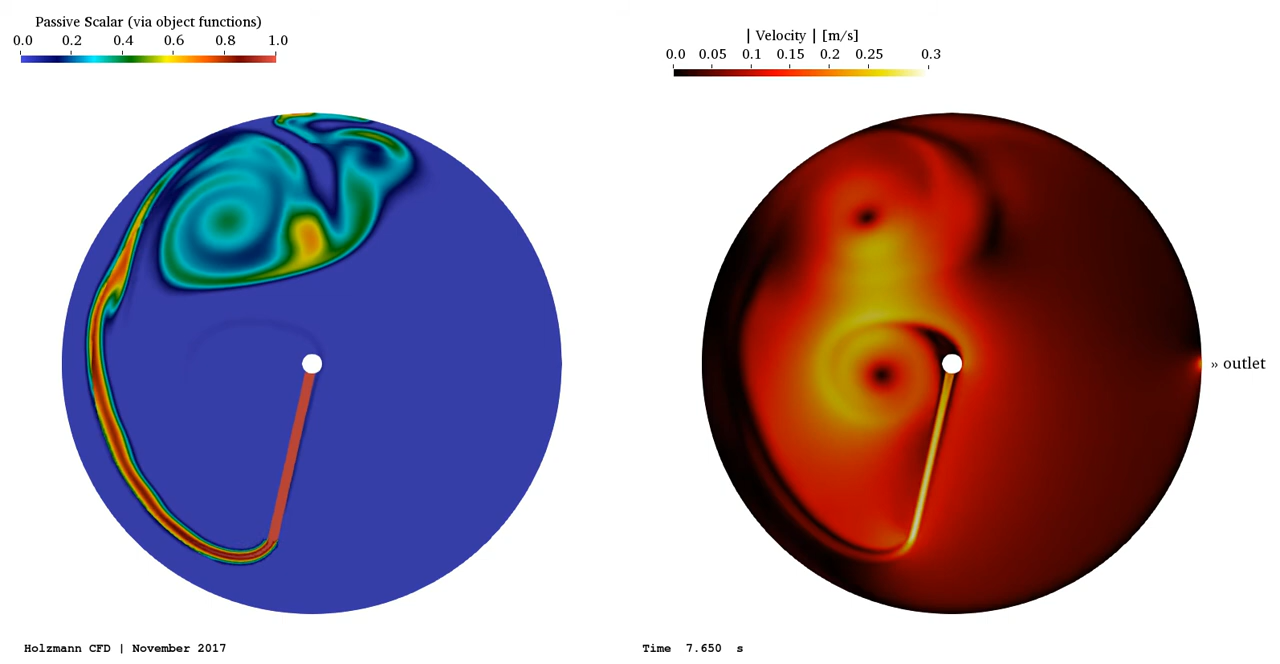 Passive Scalar (via object functions)
0.0 0.2 0.4 0.6 0.8 1.0
| Velocity | [m/s]
0.0 0.05 0.1 0.15 0.2 0.25 0.3
» outlet
Holzmann CFD | November 2017
Time 7.650 s